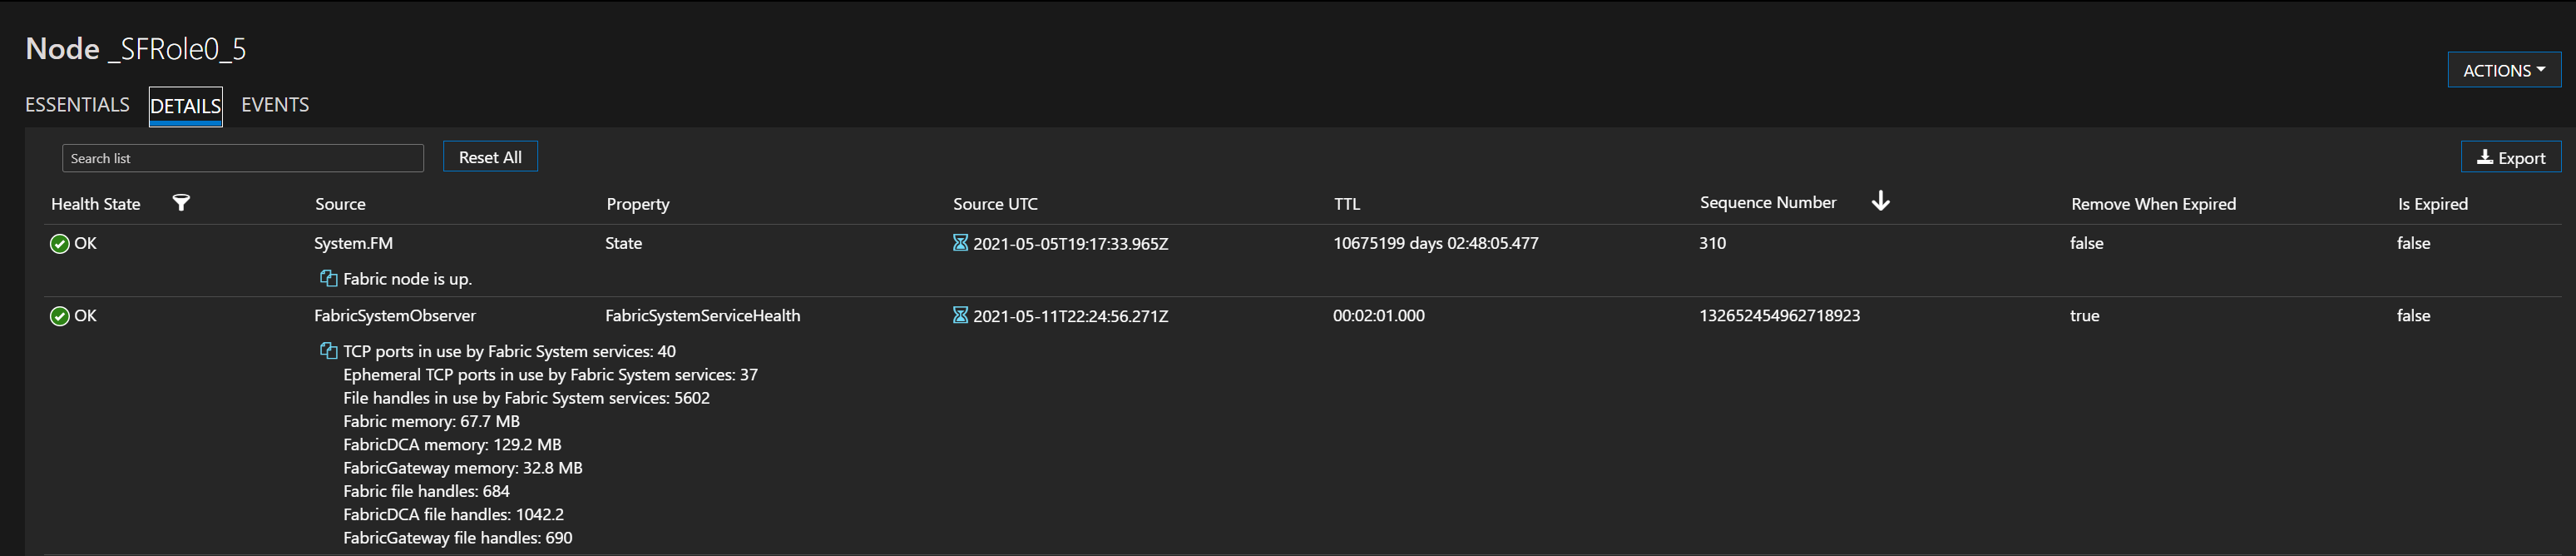 Node _SFRole0_5
ACTIONS
ESSENTIALS DETAILS EVENTS
Search list Reset All Export
Health State Source Property Source UTC TTL Sequence Number Remove When Expired Is Expired
OK System.FM State 2021-05-05T19:17:33.965Z 10675199 days 02:48:05.477 310 false false
Fabric node is up.
OK FabricSystemObserver FabricSystemServiceHealth 2021-05-11T22:24:56.271Z 00:02:01.000 132652454962718923 true false
TCP ports in use by Fabric System services: 40
Ephemeral TCP ports in use by Fabric System services: 37
File handles in use by Fabric System services: 5602
Fabric memory: 67.7 MB
FabricDCA memory: 129.2 MB
FabricGateway memory: 32.8 MB
Fabric file handles: 684
FabricDCA file handles: 1042.2
FabricGateway file handles: 690